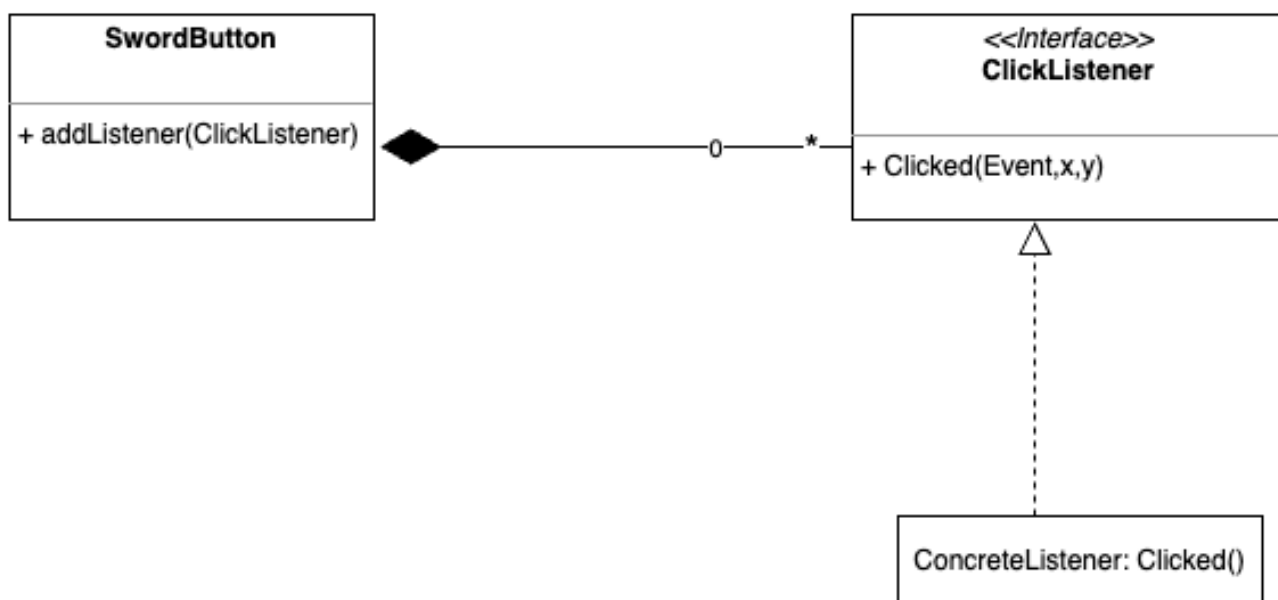 SwordButton
+ addListener(ClickListener)
0
*
<<Interface>>
ClickListener
+ Clicked(Event,x,y)
ConcreteListener: Clicked()